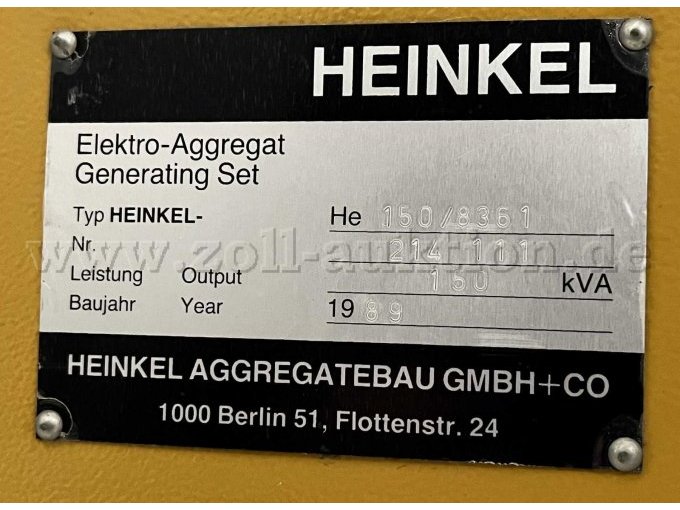 HEINKEL
Elektro-Aggregat
Generating Set
Typ HEINKEL- He 150/8361
Nr. 214 101
Leistung Output 150 kVA
Baujahr Year 1989
HEINKEL AGGREGATEBAU GMBH+CO
1000 Berlin 51, Flottenstr. 24
www.zoll-auktion.de